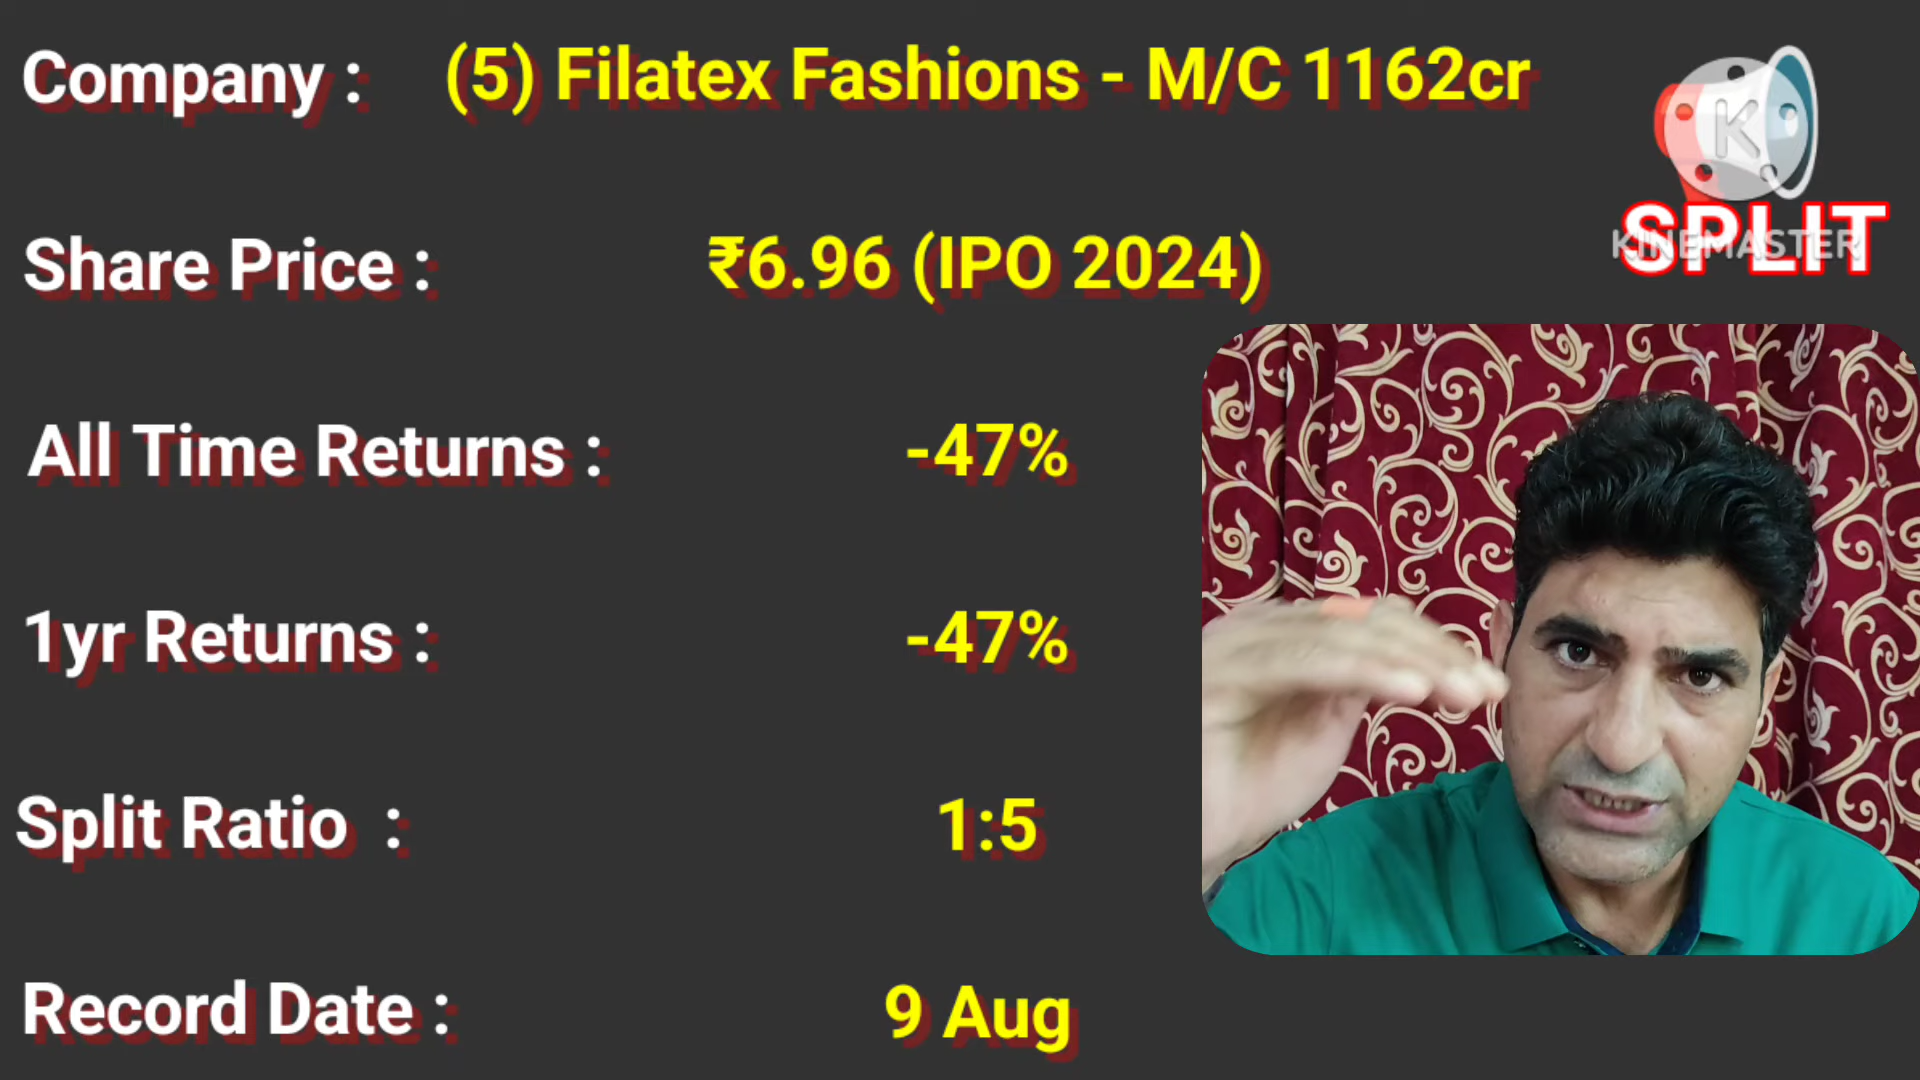 Company : (5) Filatex Fashions - M/C 1162cr
K
SPLIT
KINEMASTER
Share Price : ₹6.96 (IPO 2024)
All Time Returns : -47%
1yr Returns : -47%
Split Ratio : 1:5
Record Date : 9 Aug